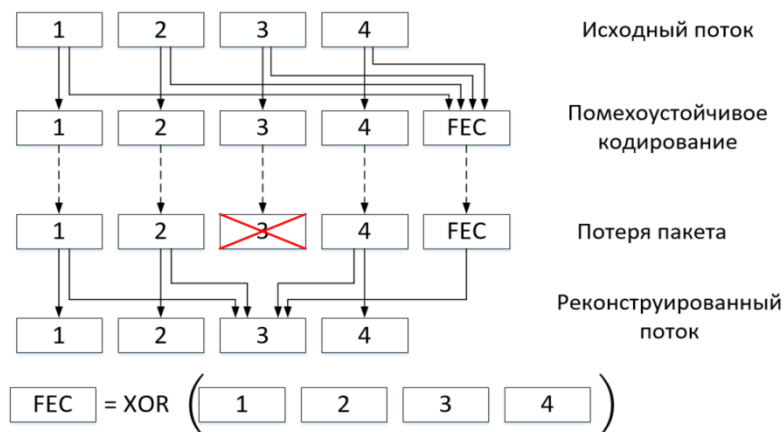 1 2 3 4 Исходный поток
1 2 3 4 FEC Помехоустойчивое
кодирование
1 2 3 4 FEC Потеря пакета
1 2 3 4 Реконструированный
поток
FEC = XOR ( 1 2 3 4 )